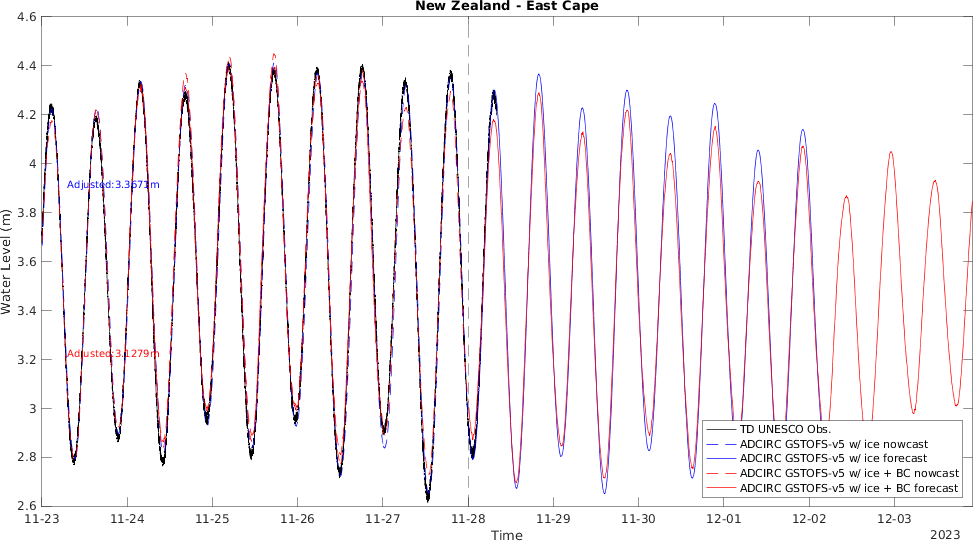 New Zealand - East Cape
4.6
4.4
4.2
4
3.8
3.6
3.4
3.2
3
2.8
2.6
Water Level (m)
Adjusted:3.3671m
Adjusted:3.1279m
TD UNESCO Obs.
ADCIRC GSTOFS-v5 w/ ice nowcast
ADCIRC GSTOFS-v5 w/ ice forecast
ADCIRC GSTOFS-v5 w/ ice + BC nowcast
ADCIRC GSTOFS-v5 w/ ice + BC forecast
11-23 11-24 11-25 11-26 11-27 11-28 11-29 11-30 12-01 12-02 12-03
Time
2023